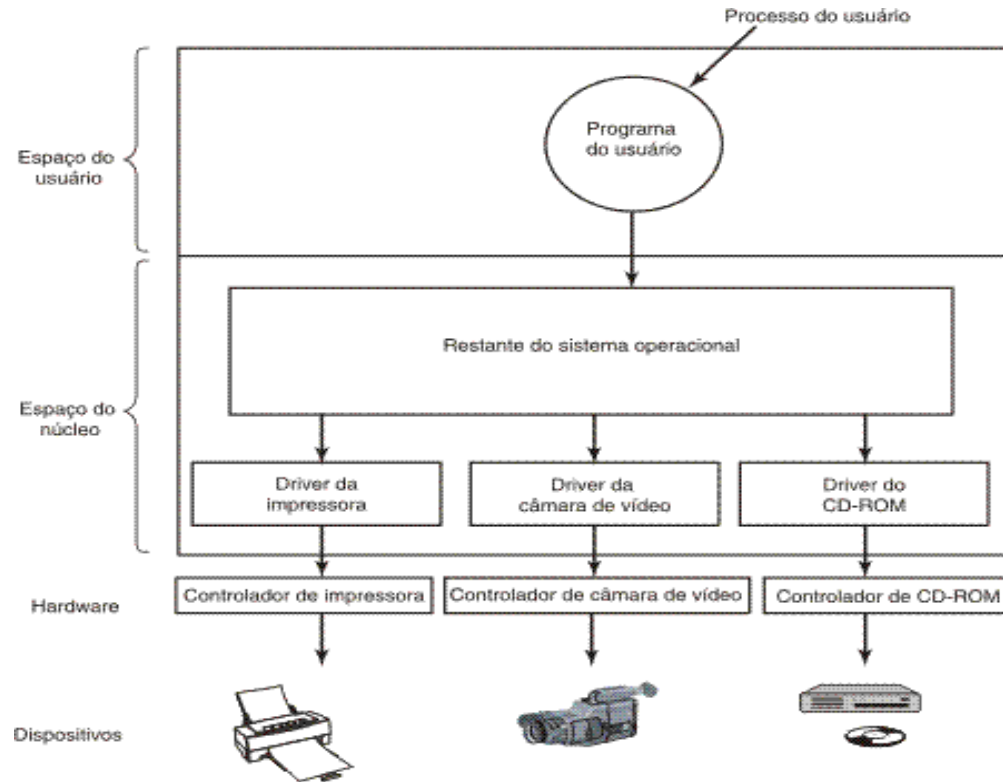 Processo do usuário
Programa
do usuário
Espaço do
usuário
Restante do sistema operacional
Espaço do
núcleo
Driver da
impressora
Driver da
câmara de vídeo
Driver do
CD-ROM
Hardware
Controlador de impressora
Controlador de câmara de vídeo
Controlador de CD-ROM
Dispositivos